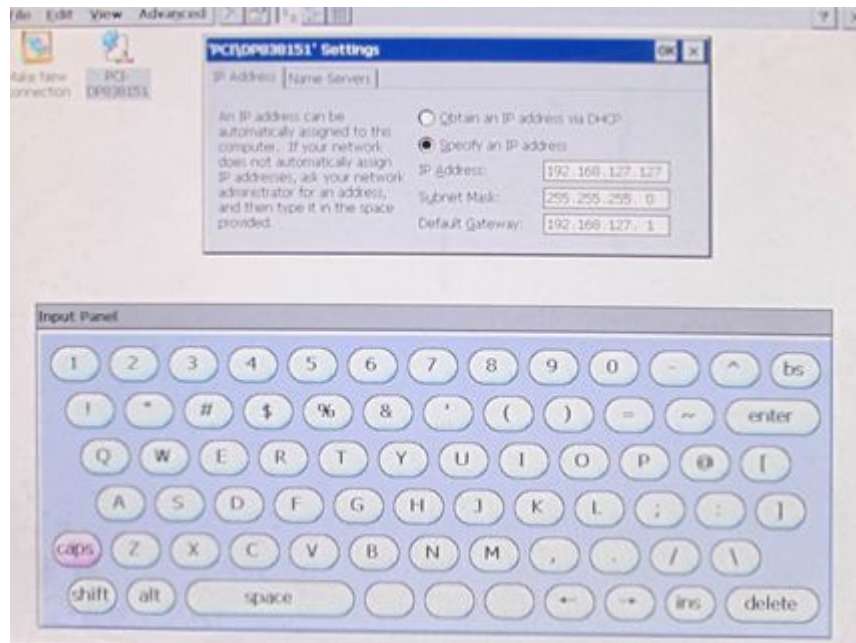 File Edit View Advanced
? ×
Make New Connection
PCI-DP838151
'PCI\DP838151' Settings
OK ×
IP Address Name Servers
An IP address can be
automatically assigned to the
computer. If your network
does not automatically assign
IP addresses, ask your network
administrator for an address,
and then type it in the space
provided.
Obtain an IP address via DHCP
Specify an IP address
IP Address: 192.168.127.127
Subnet Mask: 255.255.255. 0
Default Gateway: 192.168.127. 1
Input Panel
1 2 3 4 5 6 7 8 9 0 - ^ bs
! " # $ % & ' ( ) = ~ enter
Q W E R T Y U I O P @ [
A S D F G H J K L ; : ]
caps Z X C V B N M , . / \
shift alt space ← → ins delete